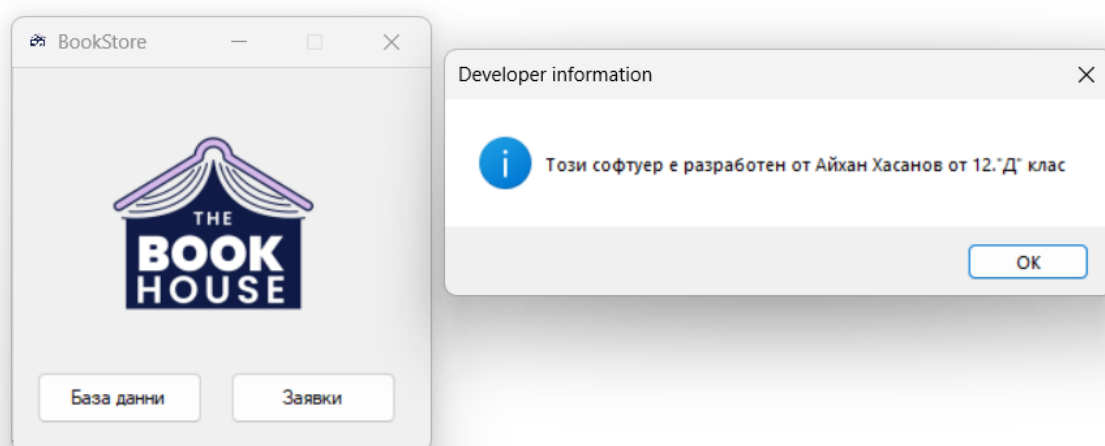 BookStore
THE
BOOK
HOUSE
База данни
Заявки
Developer information
Този софтуер е разработен от Айхан Хасанов от 12."Д" клас
OK